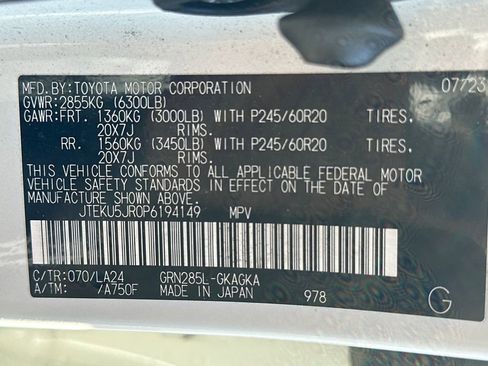 MFD.BY:TOYOTA MOTOR CORPORATION 07/23
GVWR:2855KG (6300LB)
GAWR:FRT. 1360KG (3000LB) WITH P245/60R20 TIRES.
20X7J RIMS.
RR. 1560KG (3450LB) WITH P245/60R20 TIRES.
20X7J RIMS.
THIS VEHICLE CONFORMS TO ALL APPLICABLE FEDERAL MOTOR
VEHICLE SAFETY STANDARDS IN EFFECT ON THE DATE OF
MANUFACTURE SHOWN ABOVE.
JTEKU5JR0P6194149 MPV
C/TR:070/LA24 GRN285L-GKAGKA
A/TM: /A750F MADE IN JAPAN 978 G